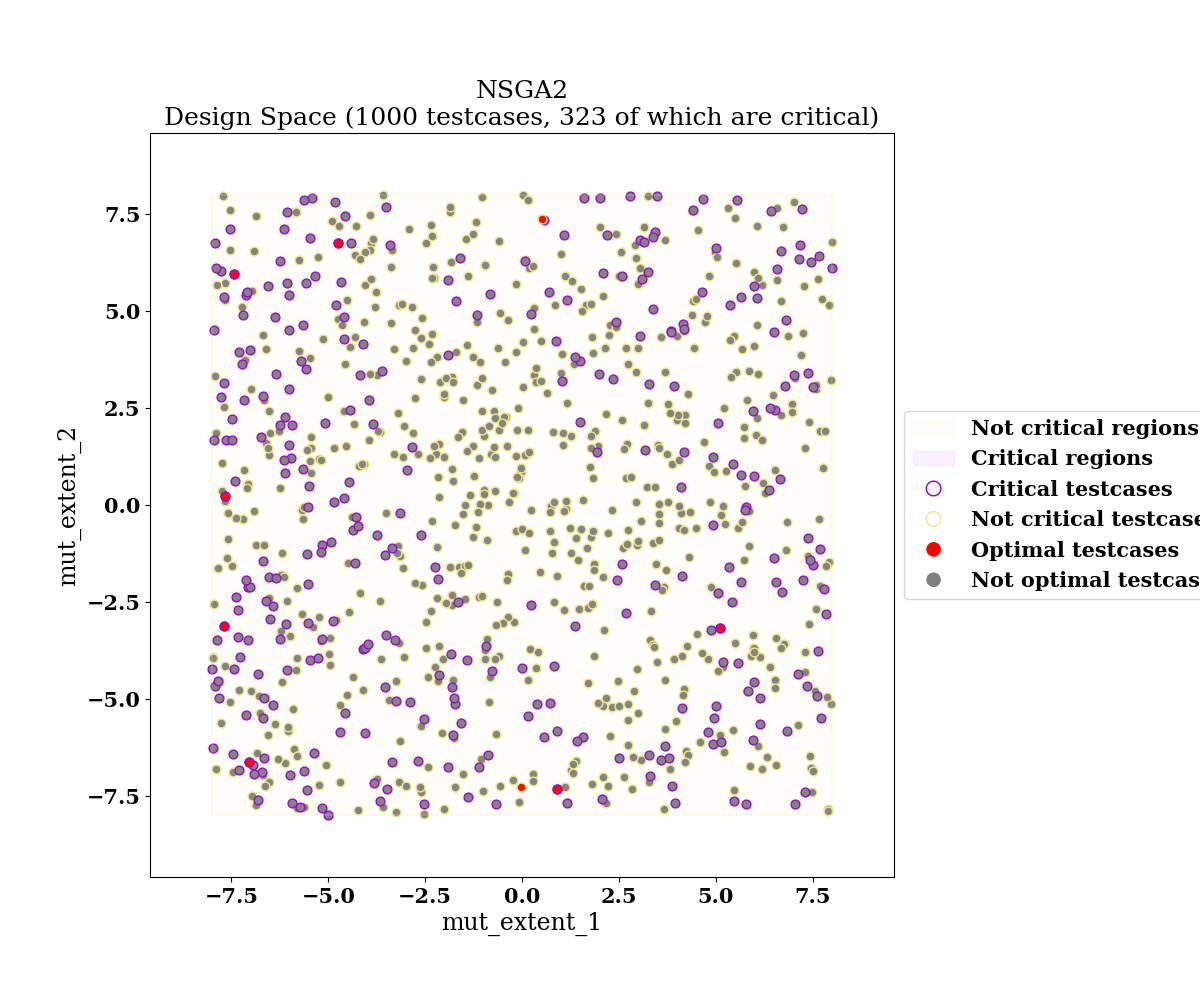 NSGA2
Design Space (1000 testcases, 323 of which are critical)
mut_extent_2
7.5
5.0
2.5
0.0
−2.5
−5.0
−7.5
−7.5
−5.0
−2.5
0.0
2.5
5.0
7.5
mut_extent_1
Not critical regions
Critical regions
Critical testcases
Not critical testcase
Optimal testcases
Not optimal testcas